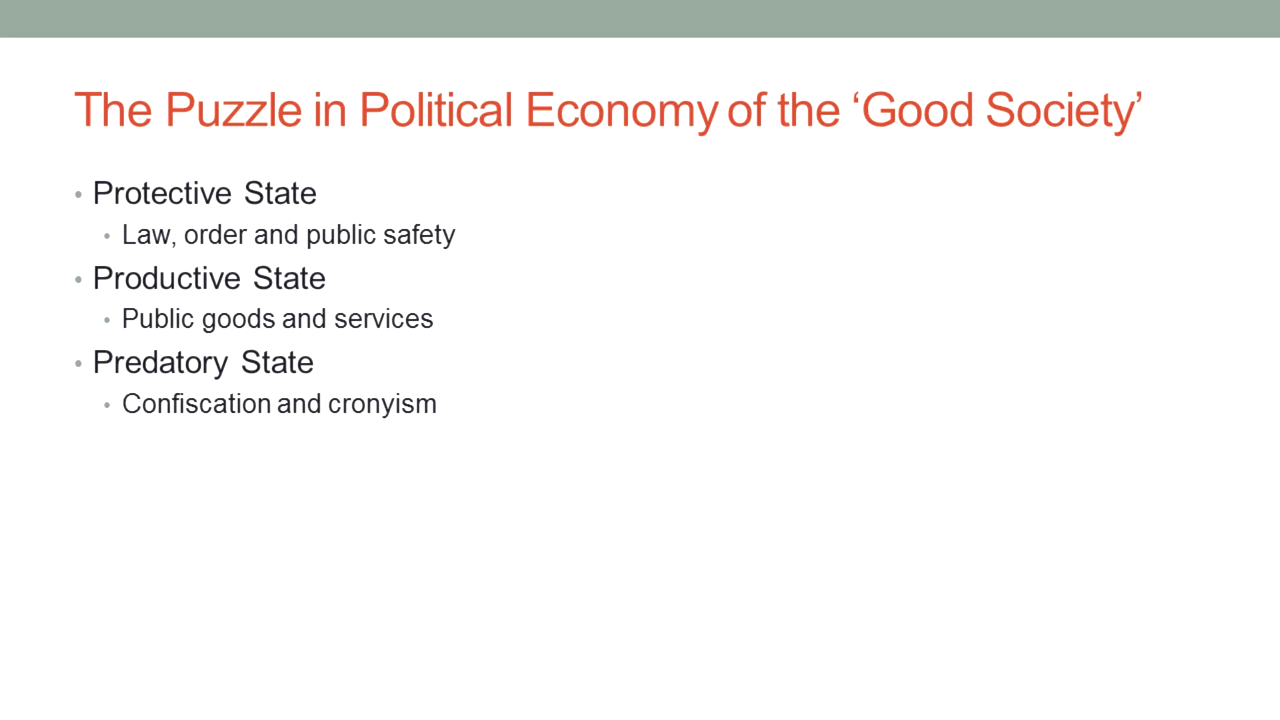 The Puzzle in Political Economy of the ‘Good Society’
• Protective State
• Law, order and public safety
• Productive State
• Public goods and services
• Predatory State
• Confiscation and cronyism